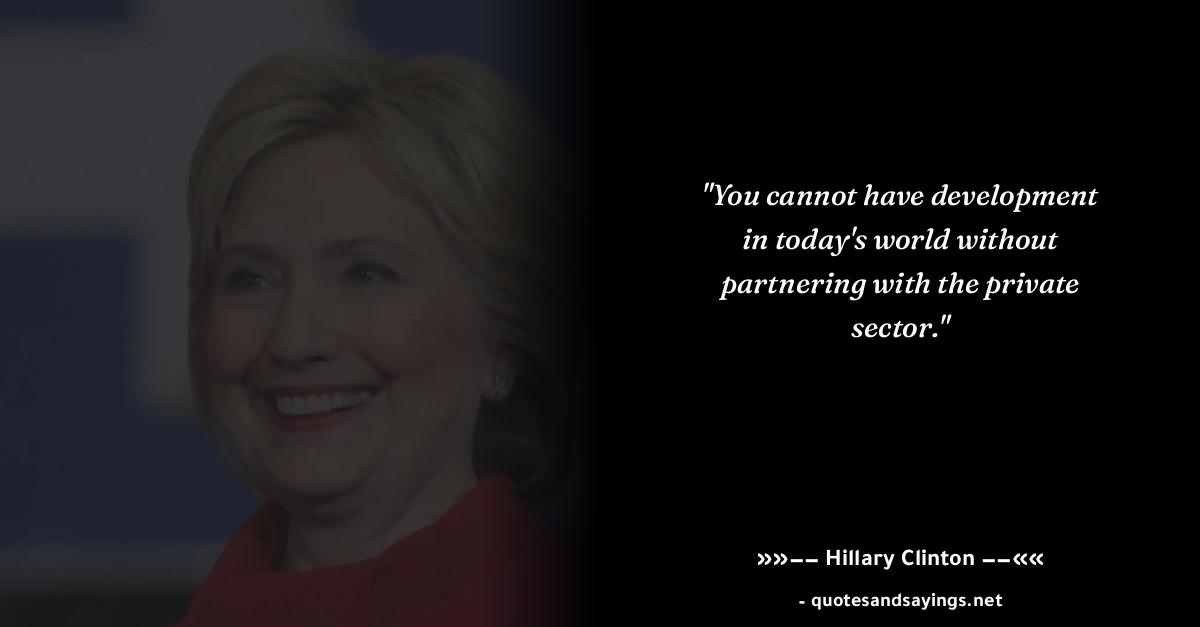 "You cannot have development
in today's world without
partnering with the private
sector."
»»−− Hillary Clinton −−««
- quotesandsayings.net